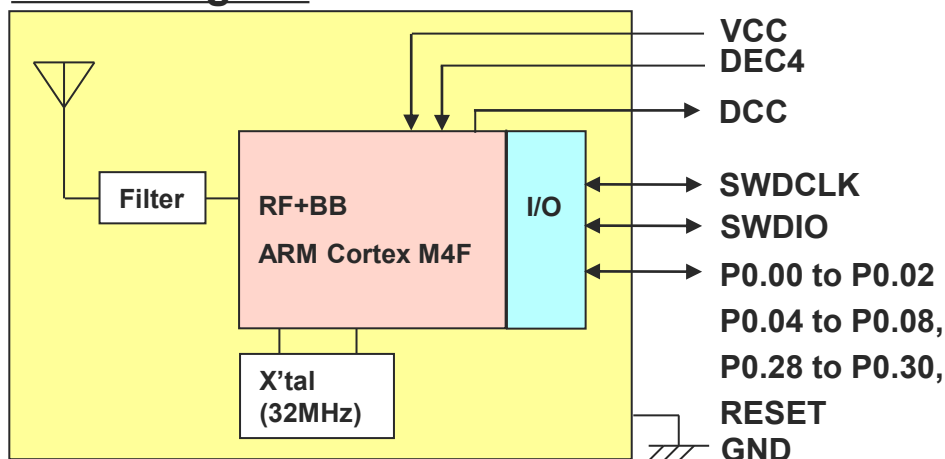 VCC
DEC4
DCC
Filter
RF+BB
ARM Cortex M4F
I/O
SWDCLK
SWDIO
P0.00 to P0.02
P0.04 to P0.08,
P0.28 to P0.30,
RESET
GND
X'tal
(32MHz)